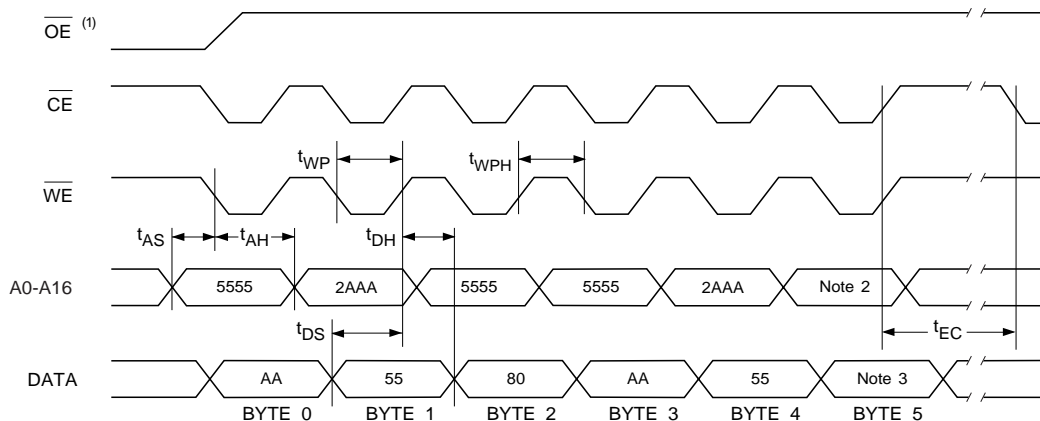 OE (1)
CE
tWP
tWPH
WE
tAS
tAH
tDH
A0-A16
5555
2AAA
5555
5555
2AAA
Note 2
tDS
tEC
DATA
AA
55
80
AA
55
Note 3
BYTE 0
BYTE 1
BYTE 2
BYTE 3
BYTE 4
BYTE 5